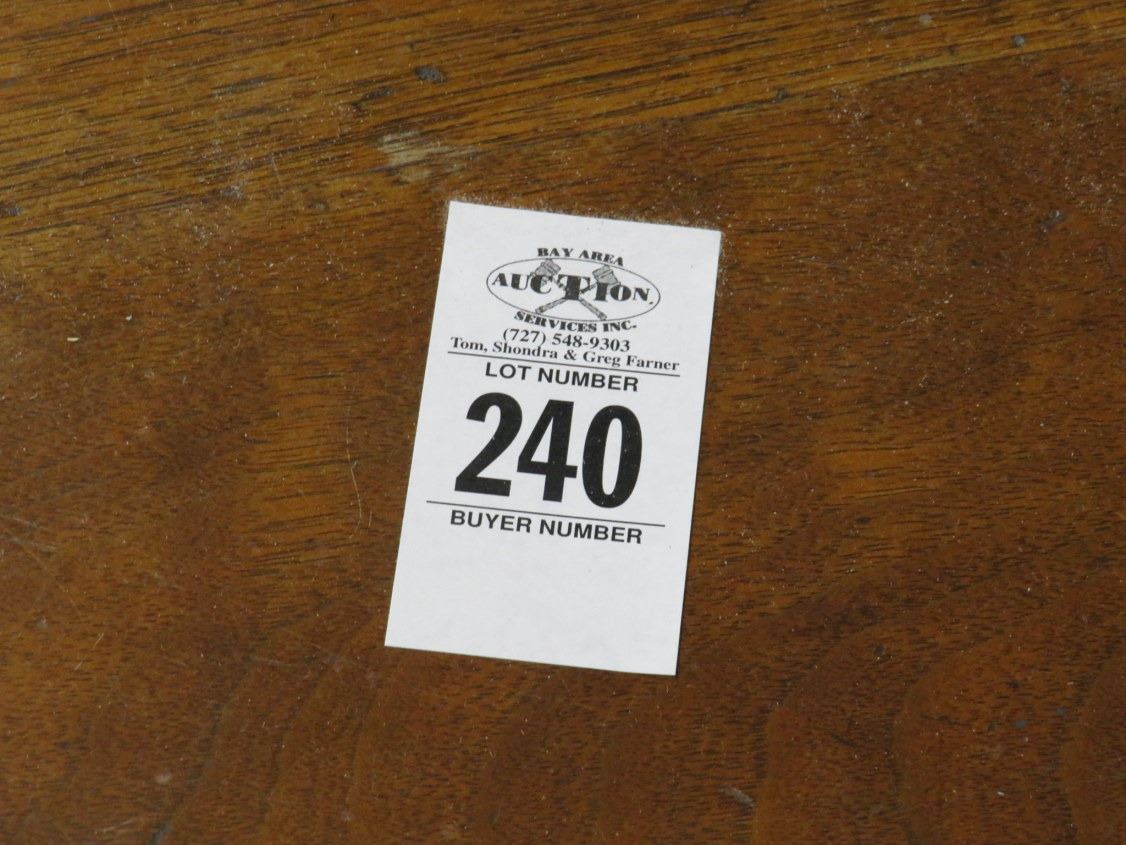 BAY AREA
AUCTION
SERVICES INC.
(727) 548-9303
Tom, Shondra & Greg Farner
LOT NUMBER
240
BUYER NUMBER